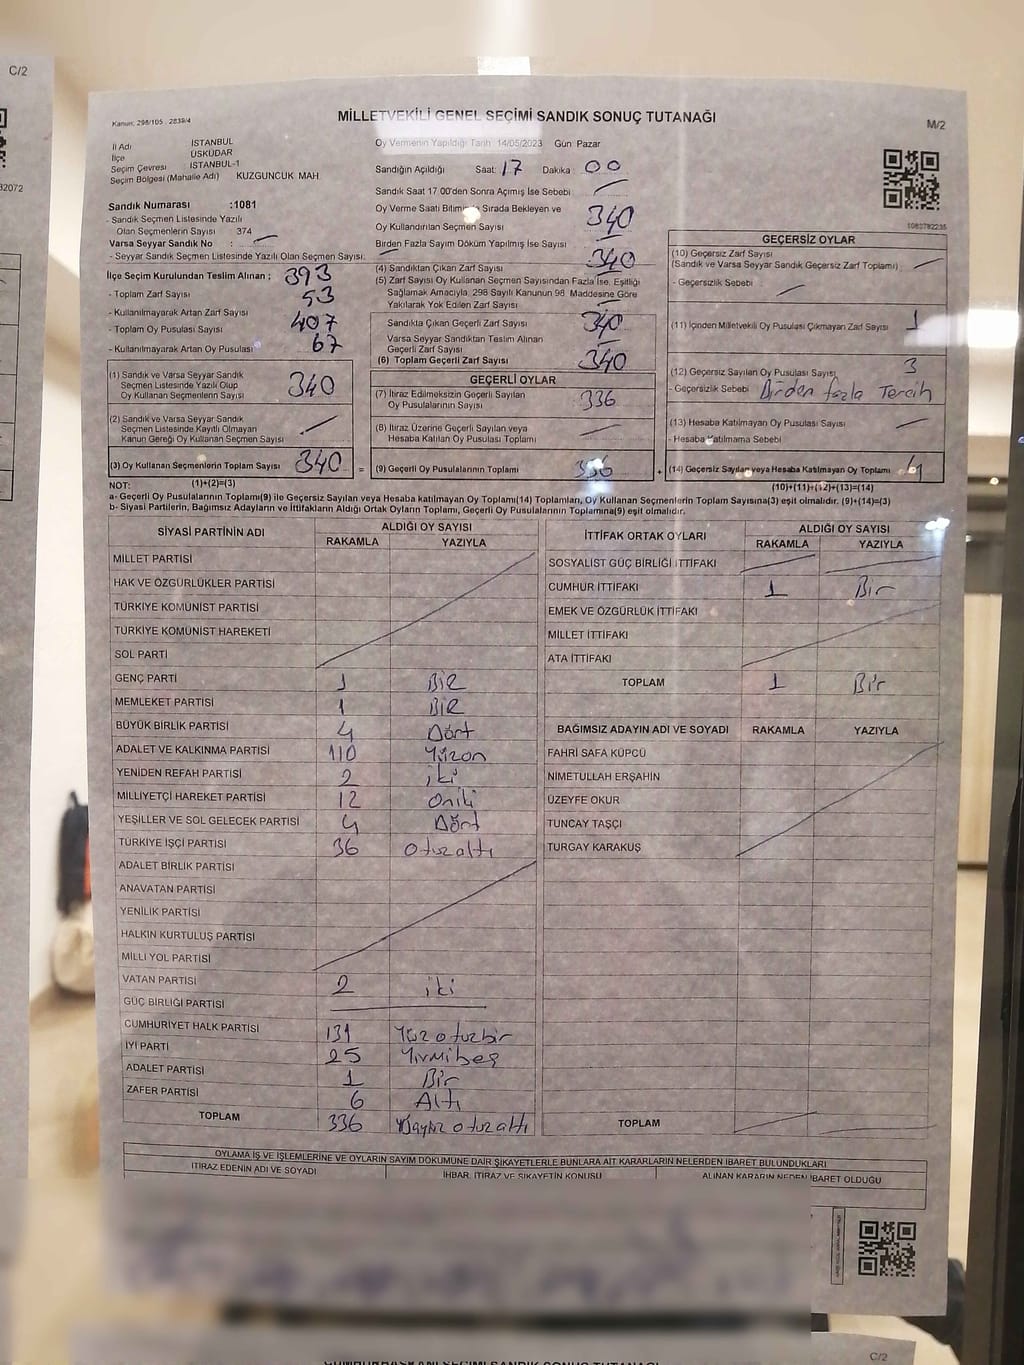 C/2
32072
Kanun: 298/105 , 2839/4
MİLLETVEKİLİ GENEL SEÇİMİ SANDIK SONUÇ TUTANAĞI
M/2
İl Adı İSTANBUL
İlçe ÜSKÜDAR
Seçim Çevresi İSTANBUL-1
Seçim Bölgesi (Mahalle Adı) KUZGUNCUK MAH.
Sandık Numarası :1081
- Sandık Seçmen Listesinde Yazılı
Olan Seçmenlerin Sayısı 374
Varsa Seyyar Sandık No :
- Seyyar Sandık Seçmen Listesinde Yazılı Olan Seçmen Sayısı:
İlçe Seçim Kurulundan Teslim Alınan ;
- Toplam Zarf Sayısı 393
- Kullanılmayarak Artan Zarf Sayısı 53
- Toplam Oy Pusulası Sayısı 407
- Kullanılmayarak Artan Oy Pusulası 67
(1) Sandık ve Varsa Seyyar Sandık
Seçmen Listesinde Yazılı Olup
Oy Kullanan Seçmenlerin Sayısı 340
(2) Sandık ve Varsa Seyyar Sandık
Seçmen Listesinde Kayıtlı Olmayan
Kanun Gereği Oy Kullanan Seçmen Sayısı
(3) Oy Kullanan Seçmenlerin Toplam Sayısı 340 =
Oy Vermenin Yapıldığı Tarih 14/05/2023 Gün Pazar
Sandığın Açıldığı Saat: 17 Dakika : 00
Sandık Saat 17 00'den Sonra Açımış İse Sebebi
Oy Verme Saati Bitiminde Sırada Bekleyen ve
Oy Kullandırılan Seçmen Sayısı 340
Birden Fazla Sayım Döküm Yapılmış İse Sayısı
(4) Sandıktan Çıkan Zarf Sayısı 340
(5) Zarf Sayısı Oy Kullanan Seçmen Sayısından Fazla İse, Eşitliği
Sağlamak Amacıyla, 298 Sayılı Kanunun 98 Maddesine Göre
Yakılarak Yok Edilen Zarf Sayısı
Sandıkta Çıkan Geçerli Zarf Sayısı 340
Varsa Seyyar Sandıktan Teslim Alınan
Geçerli Zarf Sayısı
(6) Toplam Geçerli Zarf Sayısı 340
GEÇERLİ OYLAR
(7) İtiraz Edilmeksizin Geçerli Sayılan
Oy Pusulalarının Sayısı 336
(8) İtiraz Üzerine Geçerli Sayılan veya
Hesaba Katılan Oy Pusulası Toplamı
(9) Geçerli Oy Pusulalarının Toplamı 336 +
1080782235
GEÇERSİZ OYLAR
(10) Geçersiz Zarf Sayısı
(Sandık ve Varsa Seyyar Sandık Geçersiz Zarf Toplamı) :
- Geçersizlik Sebebi :
(11) İçinden Milletvekili Oy Pusulası Çıkmayan Zarf Sayısı 1
(12) Geçersiz Sayılan Oy Pusulası Sayısı 3
- Geçersizlik Sebebi Birden fazla Tercih
(13) Hesaba Katılmayan Oy Pusulası Sayısı
- Hesaba Katılmama Sebebi
(14) Geçersiz Sayılan veya Hesaba Katılmayan Oy Toplamı 4
NOT: (1)+(2)=(3) (10)+(11)+(12)+(13)=(14)
a- Geçerli Oy Pusulalarının Toplamı(9) ile Geçersiz Sayılan veya Hesaba katılmayan Oy Toplamı(14) Toplamları, Oy Kullanan Seçmenlerin Toplam Sayısına(3) eşit olmalıdır. (9)+(14)=(3)
b- Siyasi Partilerin, Bağımsız Adayların ve İttifakların Aldığı Ortak Oyların Toplamı, Geçerli Oy Pusulalarının Toplamına(9) eşit olmalıdır.
SİYASİ PARTİNİN ADI ALDIĞI OY SAYISI
RAKAMLA YAZIYLA
MİLLET PARTİSİ
HAK VE ÖZGÜRLÜKLER PARTİSİ
TÜRKİYE KOMÜNİST PARTİSİ
TÜRKİYE KOMÜNİST HAREKETİ
SOL PARTİ
GENÇ PARTİ 1 BİR
MEMLEKET PARTİSİ 1 BİR
BÜYÜK BİRLİK PARTİSİ 4 Dört
ADALET VE KALKINMA PARTİSİ 110 Yüzon
YENİDEN REFAH PARTİSİ 2 iki
MİLLİYETÇİ HAREKET PARTİSİ 12 oniki
YEŞİLLER VE SOL GELECEK PARTİSİ 4 Dört
TÜRKİYE İŞÇİ PARTİSİ 36 otuzaltı
ADALET BİRLİK PARTİSİ
ANAVATAN PARTİSİ
YENİLİK PARTİSİ
HALKIN KURTULUŞ PARTİSİ
MİLLİ YOL PARTİSİ
VATAN PARTİSİ 2 iki
GÜÇ BİRLİĞİ PARTİSİ
CUMHURİYET HALK PARTİSİ 131 Yüz otuzbir
İYİ PARTİ 25 Yirmibeş
ADALET PARTİSİ 1 Bir
ZAFER PARTİSİ 6 Altı
TOPLAM 336 otuzaltı
İTTİFAK ORTAK OYLARI ALDIĞI OY SAYISI
RAKAMLA YAZIYLA
SOSYALİST GÜÇ BİRLİĞİ İTTİFAKI
CUMHUR İTTİFAKI 1 Bir
EMEK VE ÖZGÜRLÜK İTTİFAKI
MİLLET İTTİFAKI
ATA İTTİFAKI
TOPLAM 1 Bir
BAĞIMSIZ ADAYIN ADI VE SOYADI RAKAMLA YAZIYLA
FAHRİ SAFA KÜPCÜ
NİMETULLAH ERŞAHİN
ÜZEYFE OKUR
TUNCAY TAŞÇI
TURGAY KARAKUŞ
TOPLAM
OYLAMA İŞ VE İŞLEMLERİNE VE OYLARIN SAYIM DÖKÜMÜNE DAİR ŞİKAYETLERLE BUNLARA AİT KARARLARIN NELERDEN İBARET BULUNDUKLARI
İTİRAZ EDENİN ADI VE SOYADI İHBAR, İTİRAZ VE ŞİKAYETİN KONUSU ALINAN KARARIN NEDEN İBARET OLDUĞU
CUMHURBAŞKANI SEÇİMİ SANDIK SONUÇ TUTANAĞI
C/2